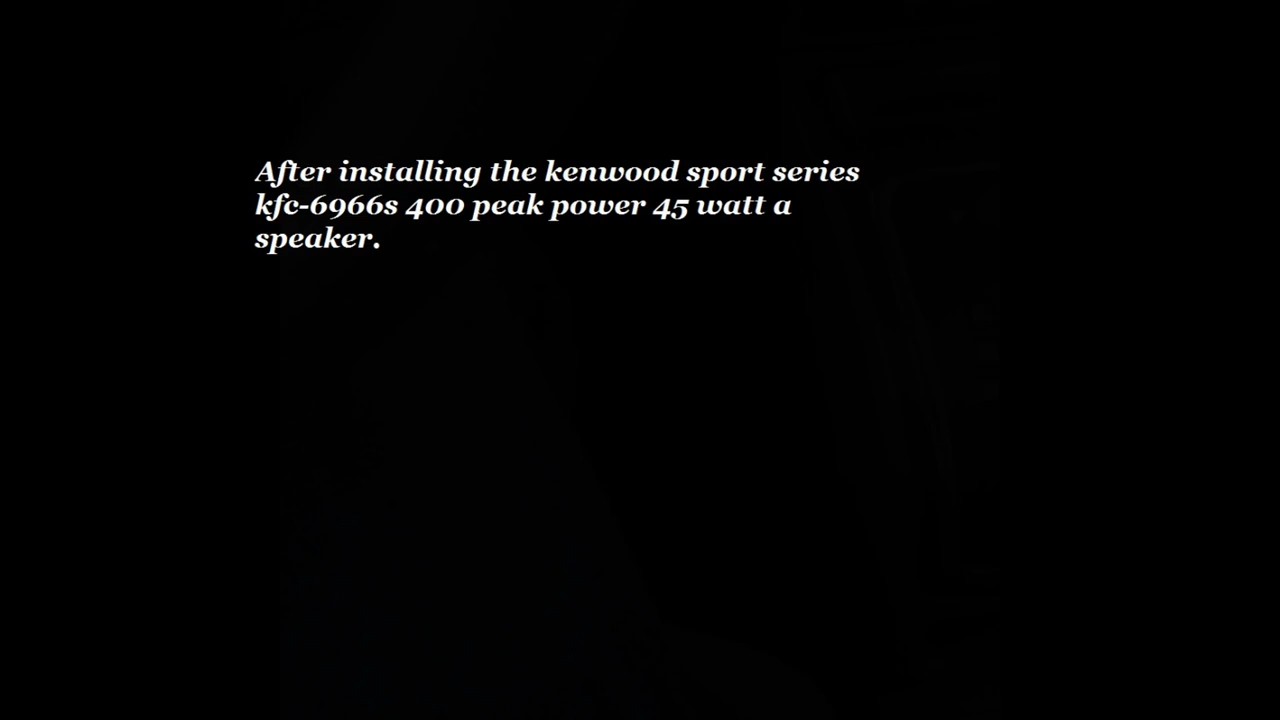 After installing the kenwood sport series
kfc-6966s 400 peak power 45 watt a
speaker.